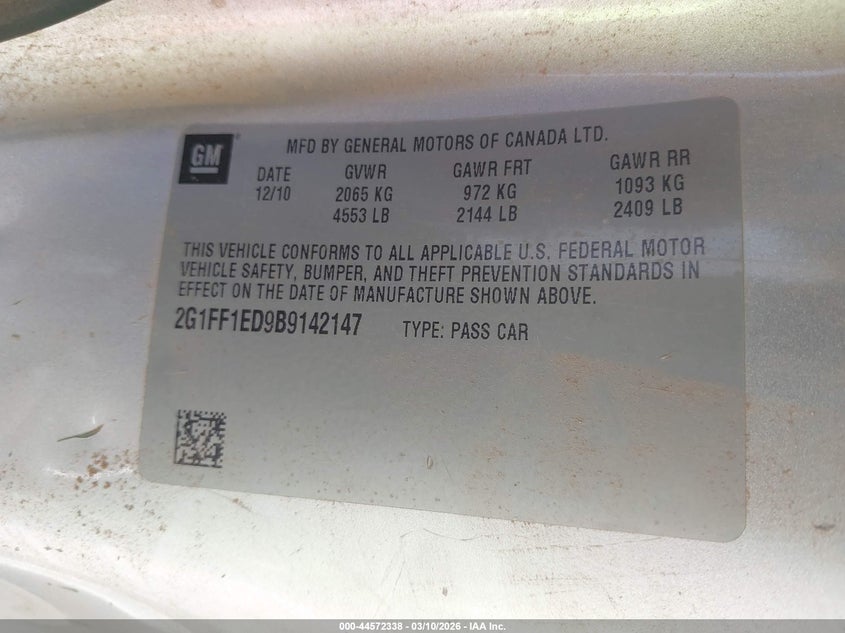 GM
MFD BY GENERAL MOTORS OF CANADA LTD.
DATE GVWR GAWR FRT GAWR RR
12/10 2065 KG 972 KG 1093 KG
4553 LB 2144 LB 2409 LB
THIS VEHICLE CONFORMS TO ALL APPLICABLE U.S. FEDERAL MOTOR
VEHICLE SAFETY, BUMPER, AND THEFT PREVENTION STANDARDS IN
EFFECT ON THE DATE OF MANUFACTURE SHOWN ABOVE.
2G1FF1ED9B9142147 TYPE: PASS CAR
000-44572338 - 03/10/2026 - IAA Inc.